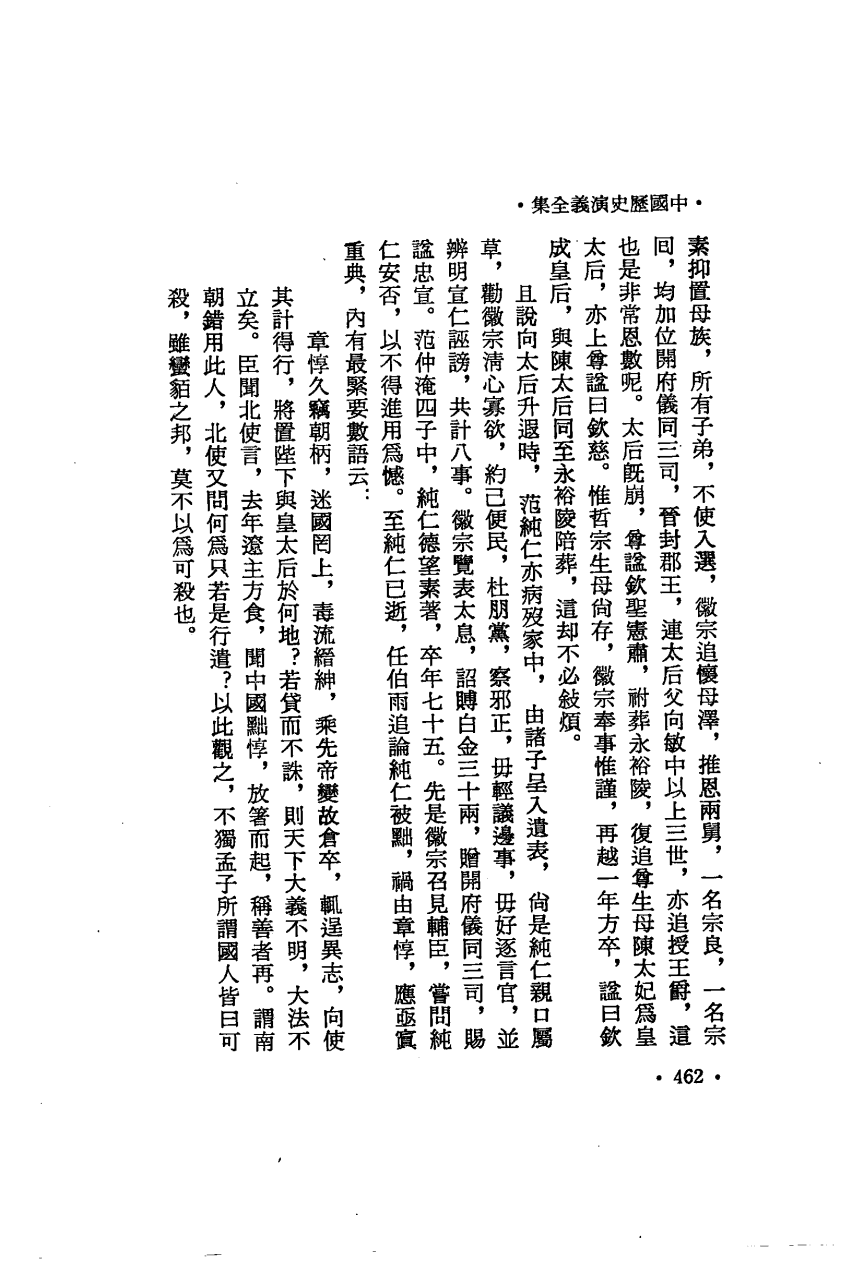 ·中國歷史演義全集·
素抑置母族，所有子弟，不使入選，徽宗追懷母澤，推恩兩舅，一名宗良，一名宗
回，均加位開府儀同三司，晉封郡王，連太后父向敏中以上三世，亦追授王爵，這
也是非常恩數呢。太后旣崩，尊諡欽聖憲肅，祔葬永裕陵，復追尊生母陳太妃爲皇
太后，亦上尊諡曰欽慈。惟哲宗生母尙存，徽宗奉事惟謹，再越一年方卒，諡曰欽
成皇后，與陳太后同至永裕陵陪葬，這却不必敍煩。
且說向太后升遐時，范純仁亦病歿家中，由諸子呈入遺表，尙是純仁親口屬
草，勸徽宗淸心寡欲，約己便民，杜朋黨，察邪正，毋輕議邊事，毋好逐言官，並
辨明宣仁誣謗，共計八事。徽宗覽表太息，詔賻白金三十兩，贈開府儀同三司，賜
諡忠宣。范仲淹四子中，純仁德望素著，卒年七十五。先是徽宗召見輔臣，嘗問純
仁安否，以不得進用爲憾。至純仁已逝，任伯雨追論純仁被黜，禍由章惇，應亟寘
重典，內有最緊要數語云：
章惇久竊朝柄，迷國罔上，毒流縉紳，乘先帝變故倉卒，輒逞異志，向使
其計得行，將置陛下與皇太后於何地？若貸而不誅，則天下大義不明，大法不
立矣。臣聞北使言，去年遼主方食，聞中國黜惇，放箸而起，稱善者再。謂南
朝錯用此人，北使又問何爲只若是行遣？以此觀之，不獨孟子所謂國人皆曰可
殺，雖蠻貊之邦，莫不以爲可殺也。
·462·